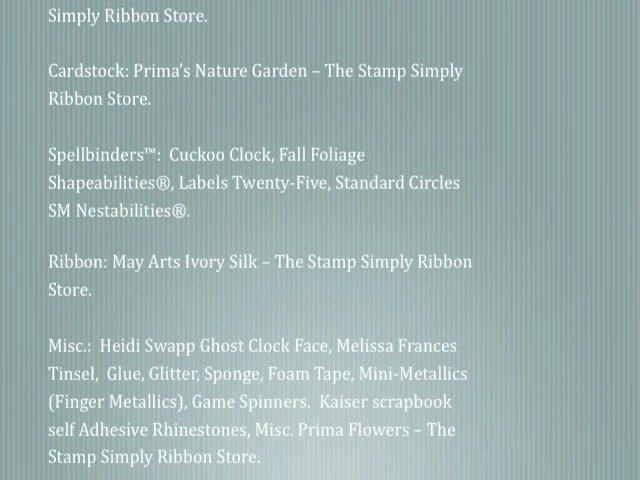 Simply Ribbon Store.
Cardstock: Prima's Nature Garden – The Stamp Simply
Ribbon Store.
Spellbinders™:  Cuckoo Clock, Fall Foliage
Shapeabilities®, Labels Twenty-Five, Standard Circles
SM Nestabilities®.
Ribbon: May Arts Ivory Silk – The Stamp Simply Ribbon
Store.
Misc.:  Heidi Swapp Ghost Clock Face, Melissa Frances
Tinsel,  Glue, Glitter, Sponge, Foam Tape, Mini-Metallics
(Finger Metallics), Game Spinners.  Kaiser scrapbook
self Adhesive Rhinestones, Misc. Prima Flowers – The
Stamp Simply Ribbon Store.